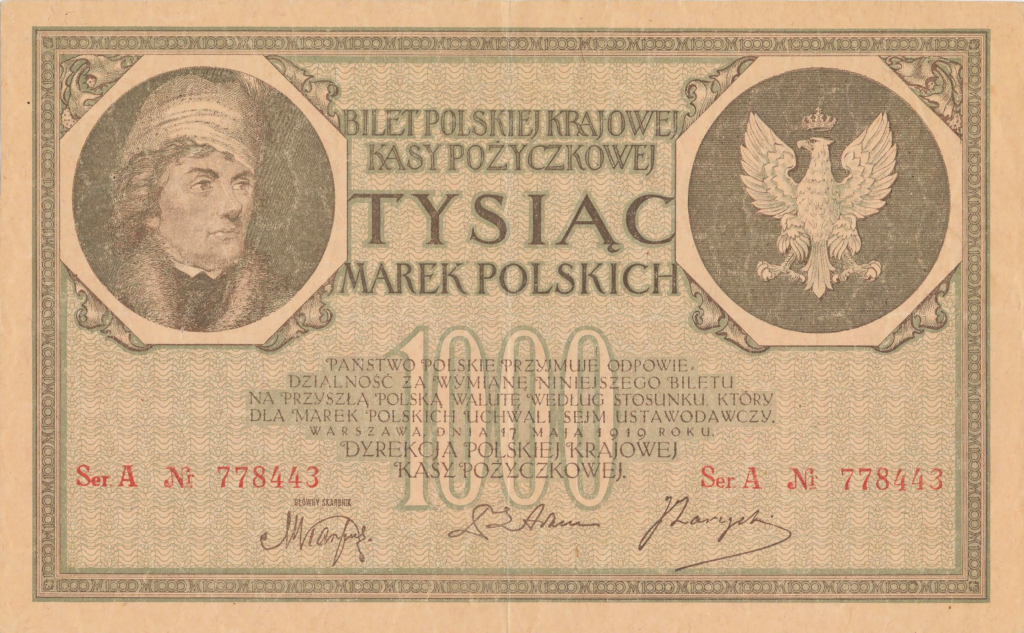 BILET POLSKIEJ KRAJOWEJ
KASY POŻYCZKOWEJ
TYSIĄC
MAREK POLSKICH
1000
PAŃSTWO POLSKIE PRZYJMUJE ODPOWIE-
DZIALNOŚĆ ZA WYMIANĘ NINIEJSZEGO BILETU
NA PRZYSZŁĄ POLSKĄ WALUTĘ WEDŁUG STOSUNKU, KTÓRY
DLA MAREK POLSKICH UCHWALI SEJM USTAWODAWCZY.
WARSZAWA, DNIA 17 MAJA 1919 ROKU.
DYREKCJA POLSKIEJ KRAJOWEJ
KASY POŻYCZKOWEJ.
Ser. A № 778443
Ser. A № 778443
GŁÓWNY SKARBNIK